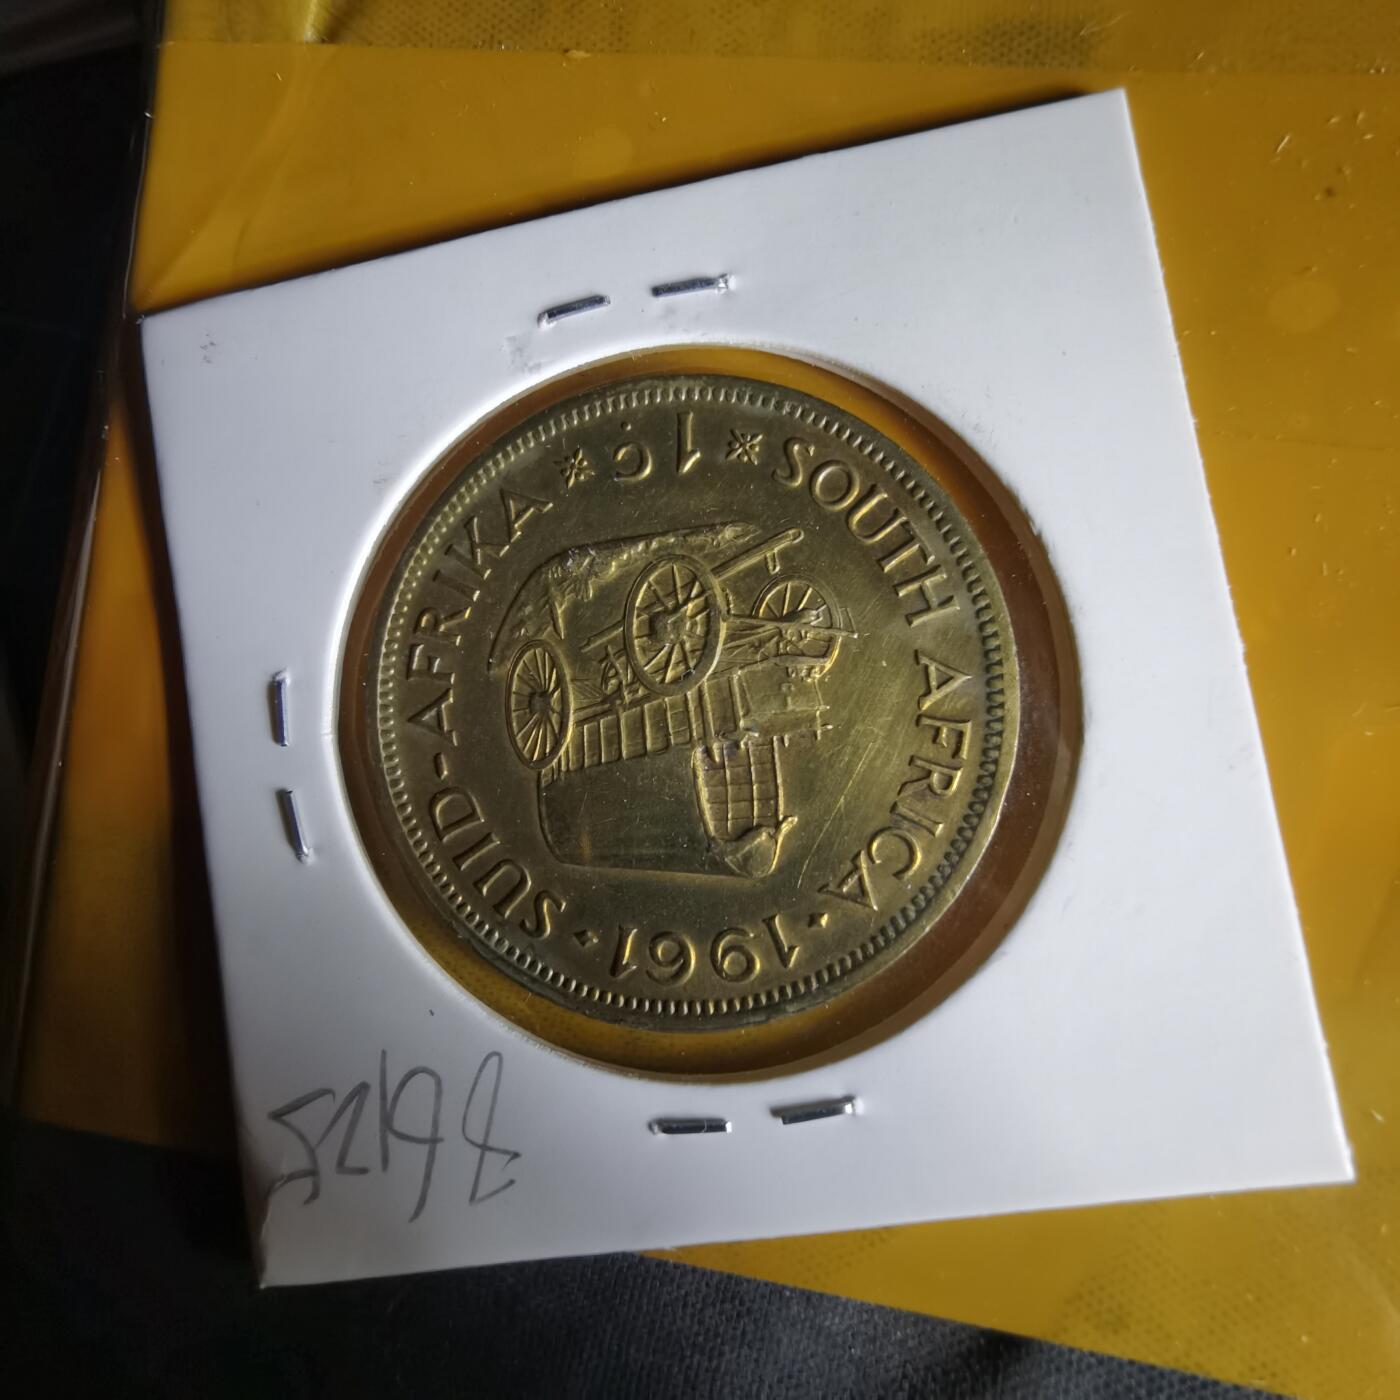 SOUTH AFRICA · 1961 · SUID-AFRIKA
1c